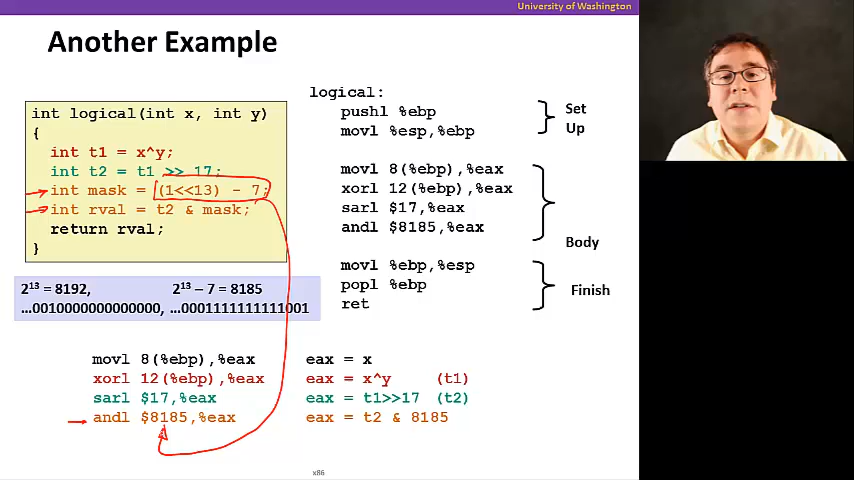 University of Washington
Another Example
int logical(int x, int y)
{
int t1 = x^y;
int t2 = t1 >> 17;
int mask = (1<<13) - 7;
int rval = t2 & mask;
return rval;
}
2¹³ = 8192, 2¹³ – 7 = 8185
...0010000000000000, ...0001111111111001
logical:
pushl %ebp
movl %esp,%ebp
Set
Up
movl 8(%ebp),%eax
xorl 12(%ebp),%eax
sarl $17,%eax
andl $8185,%eax
Body
movl %ebp,%esp
popl %ebp
ret
Finish
movl 8(%ebp),%eax eax = x
xorl 12(%ebp),%eax eax = x^y (t1)
sarl $17,%eax eax = t1>>17 (t2)
andl $8185,%eax eax = t2 & 8185
x86